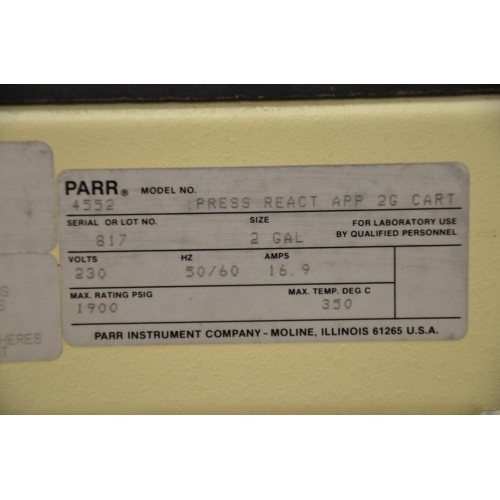 PARR® MODEL NO.
4552 :PRESS REACT APP 2G CART
SERIAL OR LOT NO. SIZE FOR LABORATORY USE
817 2 GAL BY QUALIFIED PERSONNEL
VOLTS HZ AMPS
230 50/60 16.9
MAX. RATING PSIG MAX. TEMP. DEG C
1900 350
PARR INSTRUMENT COMPANY - MOLINE, ILLINOIS 61265 U.S.A.